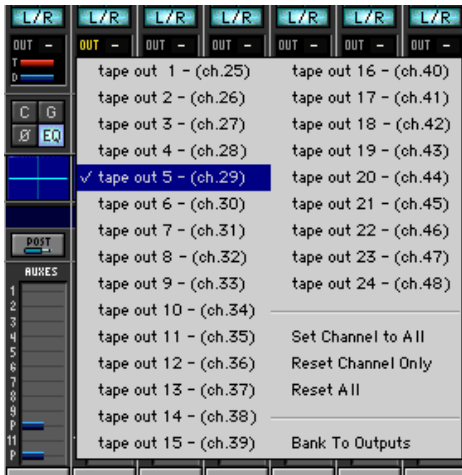 L/R L/R L/R L/R L/R L/R L/R
OUT – OUT – OUT – OUT – OUT – OUT – OUT –
T
D
C G
Ø EQ
POST
AUXES
1
2
3
4
5
6
7
8
9
P
11
P
tape out 1 - (ch.25)
tape out 2 - (ch.26)
tape out 3 - (ch.27)
tape out 4 - (ch.28)
✓ tape out 5 - (ch.29)
tape out 6 - (ch.30)
tape out 7 - (ch.31)
tape out 8 - (ch.32)
tape out 9 - (ch.33)
tape out 10 - (ch.34)
tape out 11 - (ch.35)
tape out 12 - (ch.36)
tape out 13 - (ch.37)
tape out 14 - (ch.38)
tape out 15 - (ch.39)
tape out 16 - (ch.40)
tape out 17 - (ch.41)
tape out 18 - (ch.42)
tape out 19 - (ch.43)
tape out 20 - (ch.44)
tape out 21 - (ch.45)
tape out 22 - (ch.46)
tape out 23 - (ch.47)
tape out 24 - (ch.48)
Set Channel to All
Reset Channel Only
Reset All
Bank To Outputs